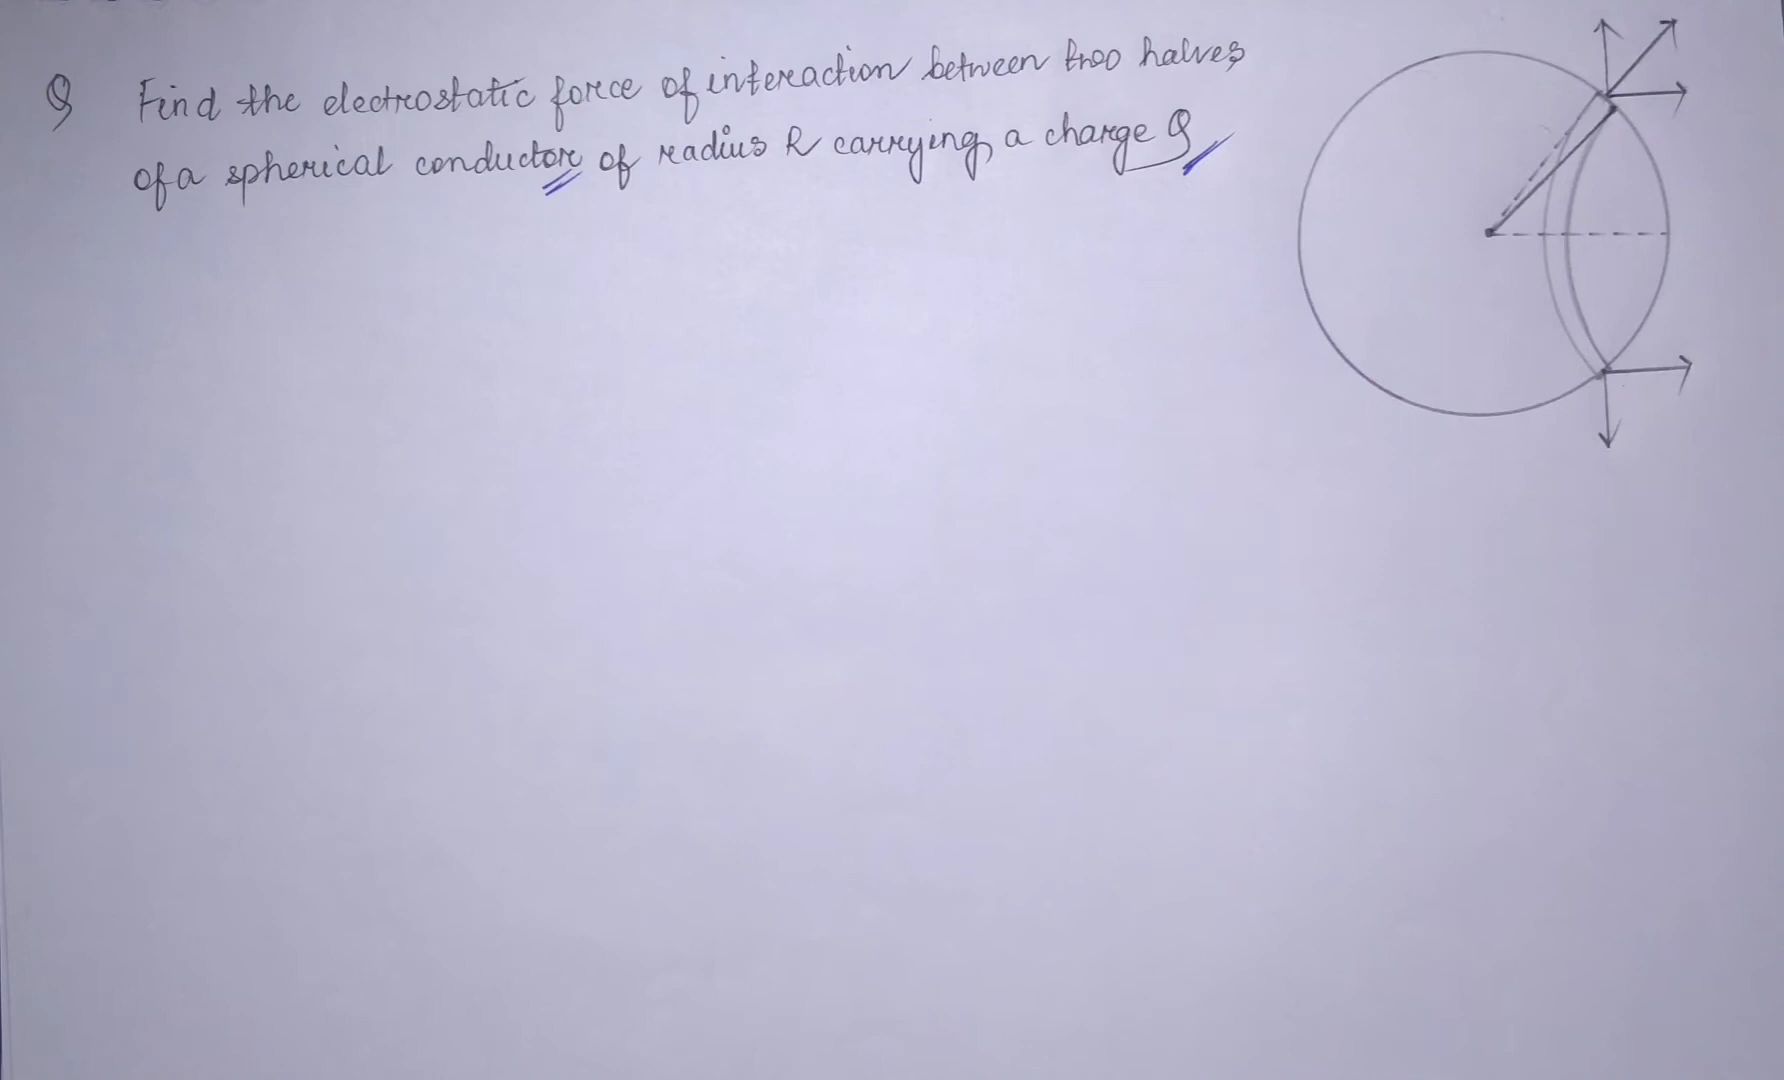 Q Find the electrostatic force of interaction between two halves
of a spherical conductor of radius R carrying a charge Q